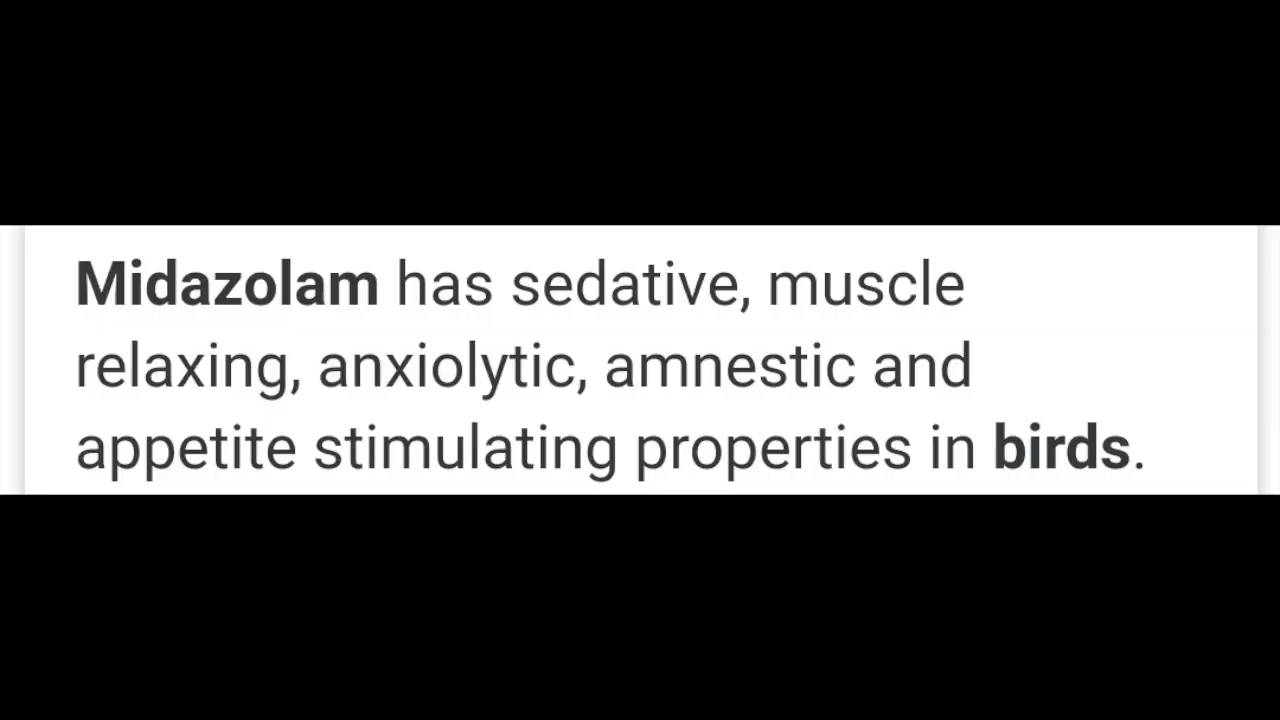 Midazolam has sedative, muscle
relaxing, anxiolytic, amnestic and
appetite stimulating properties in birds.